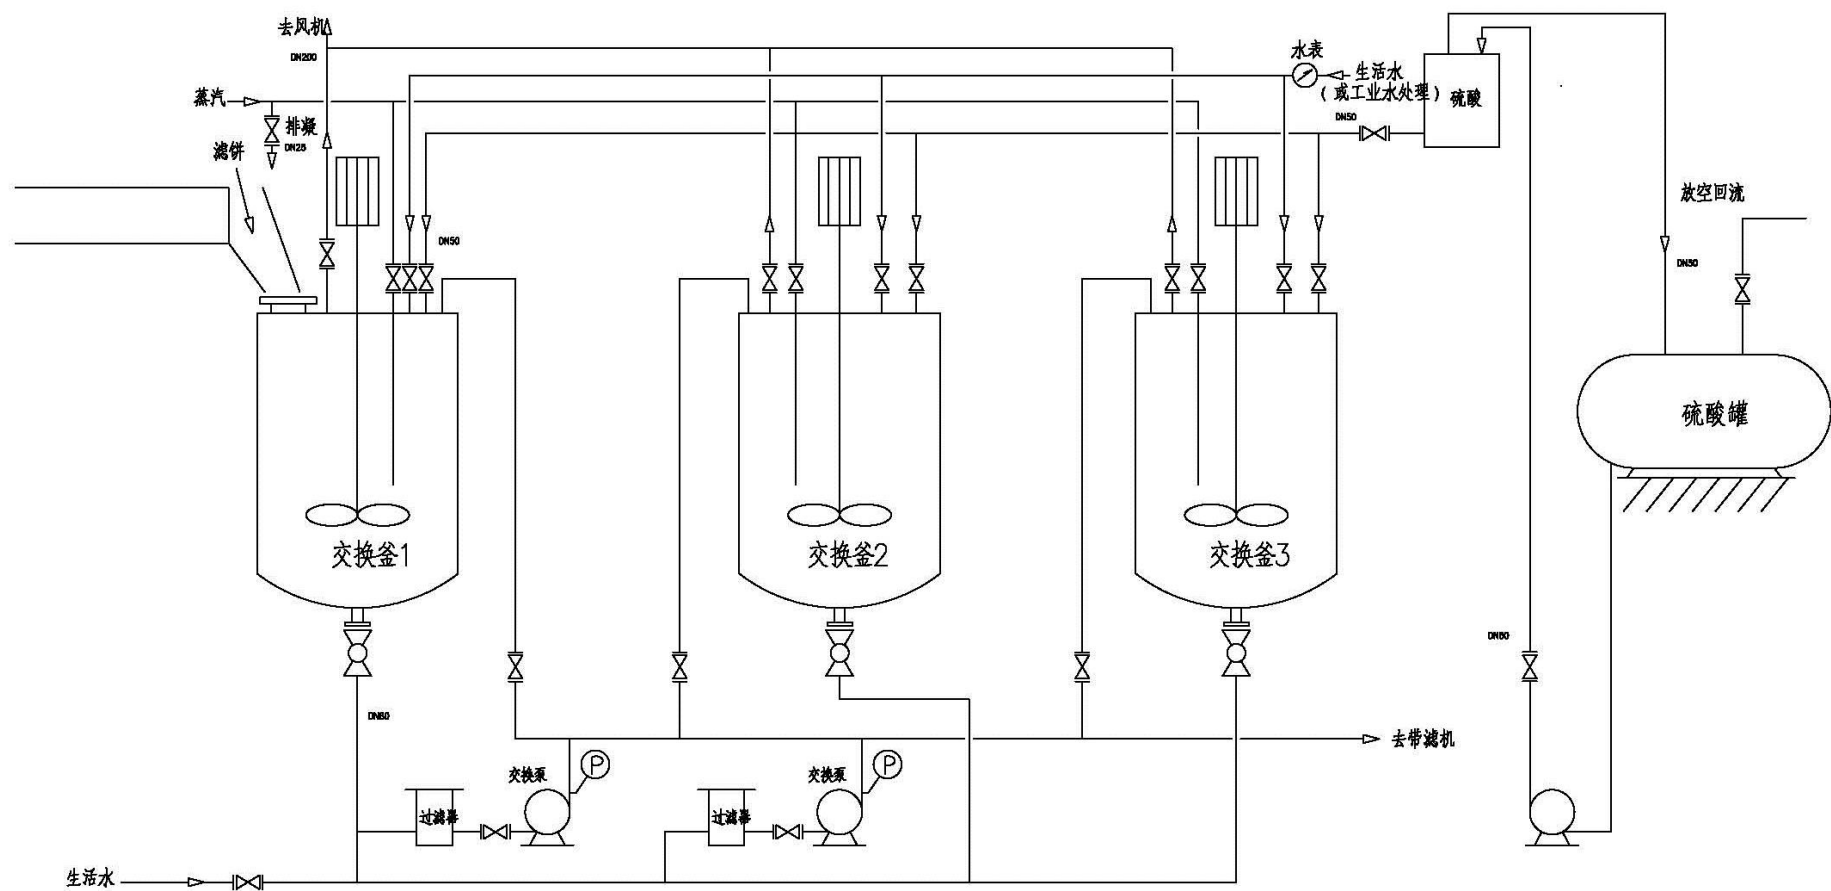 去风机
DN200
水表
生活水
（或工业水处理）
硫酸
DN50
蒸汽
排凝
DN25
滤饼
放空回流
DN50
DN50
硫酸罐
交换釜1
交换釜2
交换釜3
DN80
DN80
去带滤机
交换泵
P
交换泵
P
过滤器
过滤器
生活水